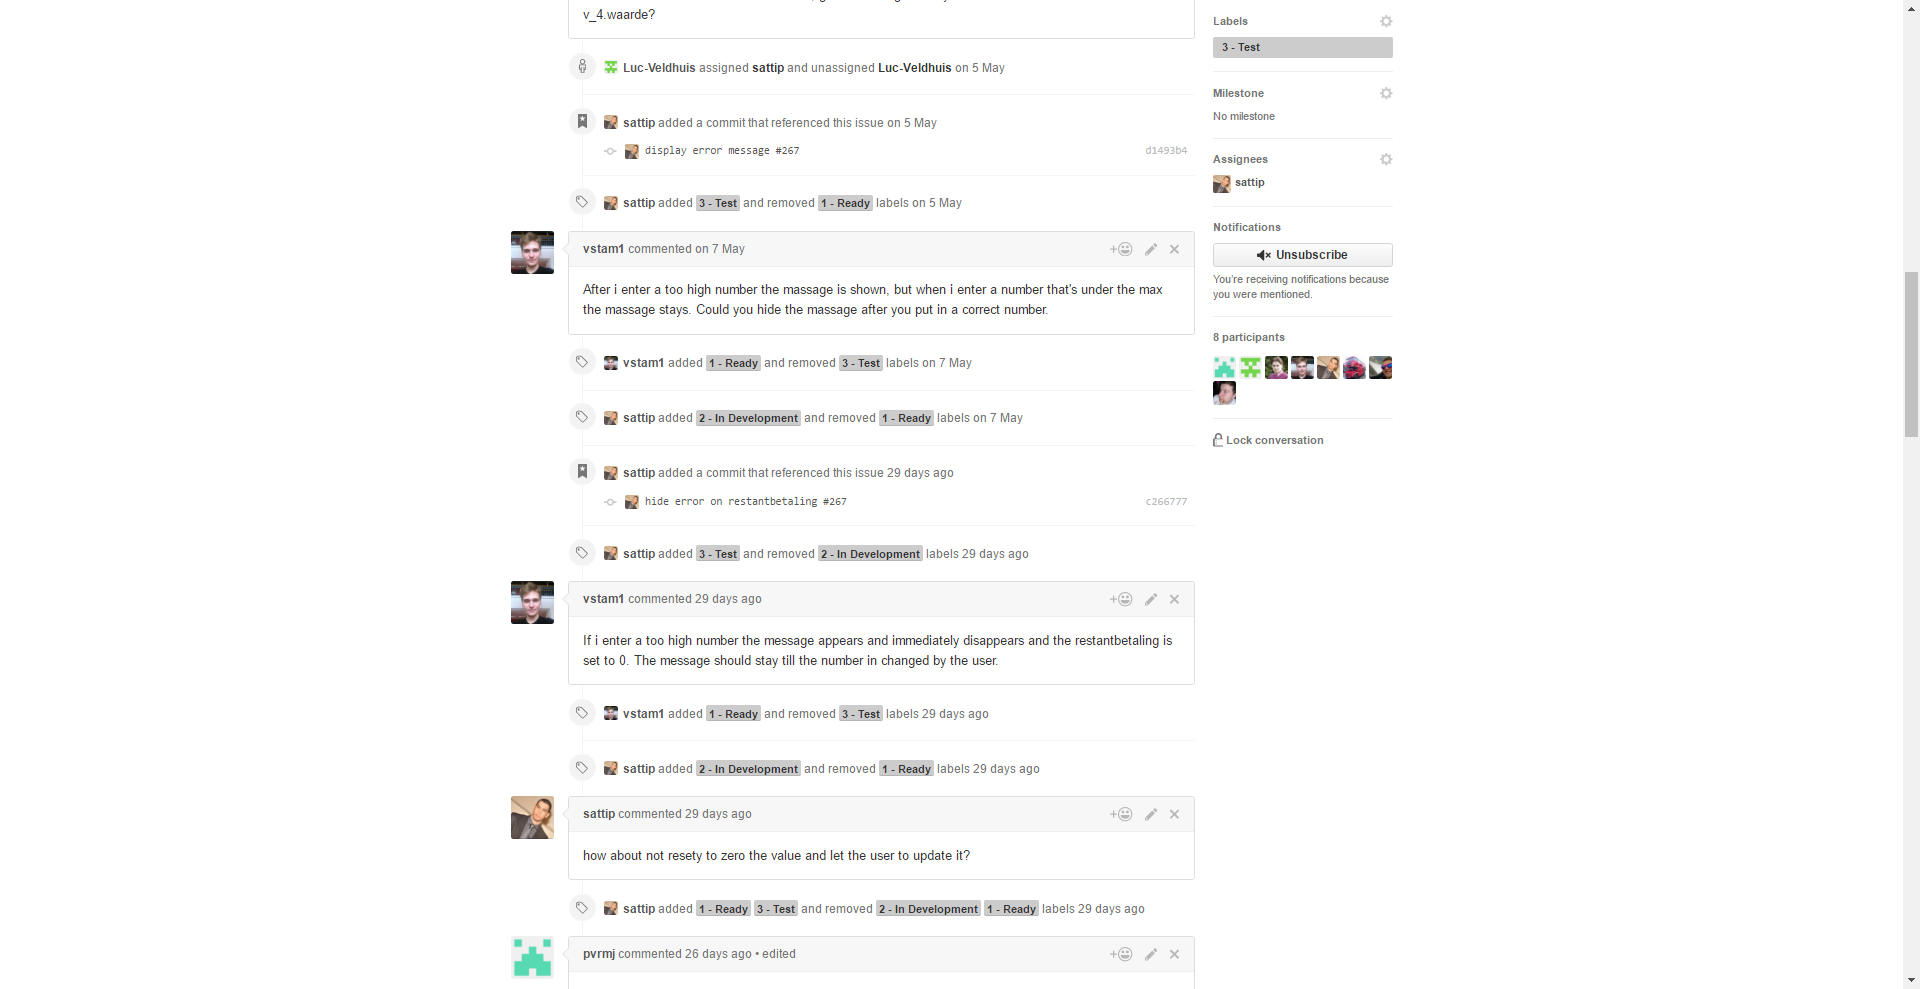 v_4.waarde?
Luc-Veldhuis assigned sattip and unassigned Luc-Veldhuis on 5 May
sattip added a commit that referenced this issue on 5 May
display error message #267 d1493b4
sattip added 3 - Test and removed 1 - Ready labels on 5 May
vstam1 commented on 7 May
After i enter a too high number the massage is shown, but when i enter a number that's under the max
the massage stays. Could you hide the massage after you put in a correct number.
vstam1 added 1 - Ready and removed 3 - Test labels on 7 May
sattip added 2 - In Development and removed 1 - Ready labels on 7 May
sattip added a commit that referenced this issue 29 days ago
hide error on restantbetaling #267 c266777
sattip added 3 - Test and removed 2 - In Development labels 29 days ago
vstam1 commented 29 days ago
If i enter a too high number the message appears and immediately disappears and the restantbetaling is
set to 0. The message should stay till the number in changed by the user.
vstam1 added 1 - Ready and removed 3 - Test labels 29 days ago
sattip added 2 - In Development and removed 1 - Ready labels 29 days ago
sattip commented 29 days ago
how about not resety to zero the value and let the user to update it?
sattip added 1 - Ready 3 - Test and removed 2 - In Development 1 - Ready labels 29 days ago
pvrmj commented 26 days ago • edited
Labels
3 - Test
Milestone
No milestone
Assignees
sattip
Notifications
Unsubscribe
You're receiving notifications because
you were mentioned.
8 participants
Lock conversation